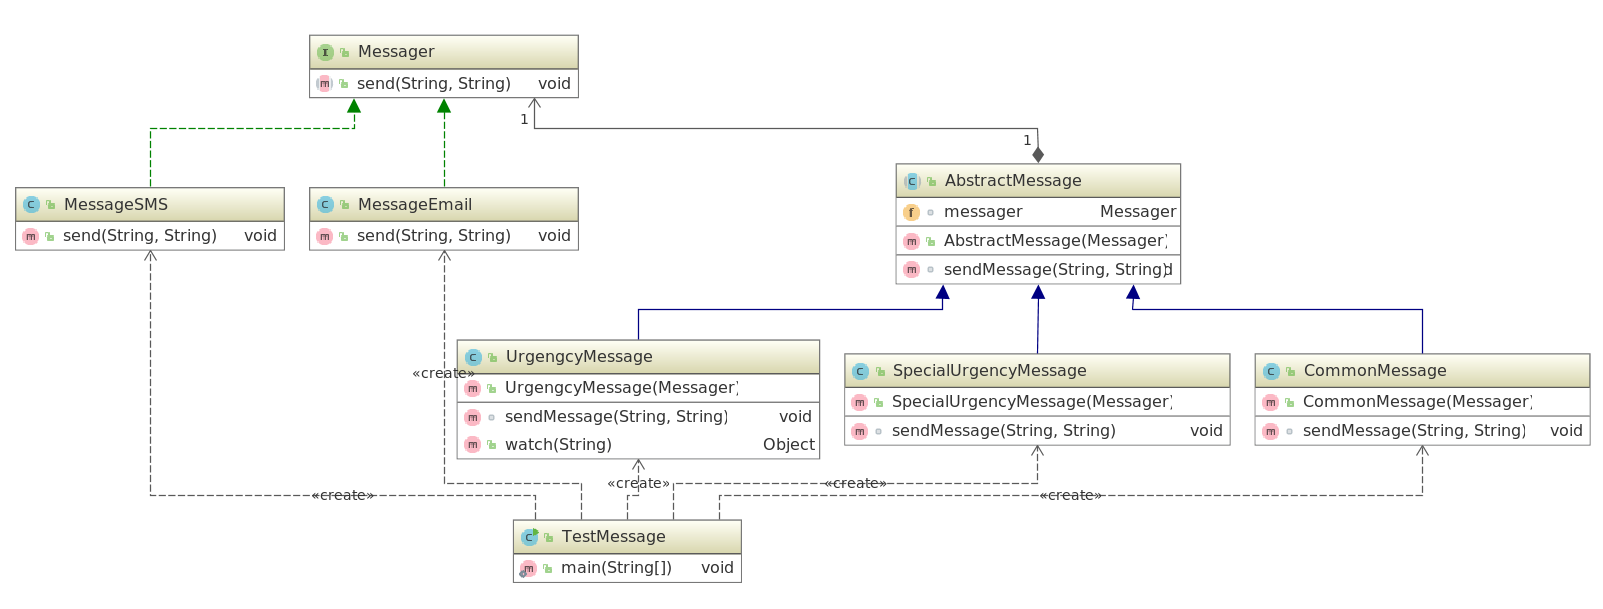 Messager
send(String, String) void
1
1
AbstractMessage
messager Messager
AbstractMessage(Messager)
sendMessage(String, String)d
MessageSMS
send(String, String) void
MessageEmail
send(String, String) void
UrgengcyMessage
UrgengcyMessage(Messager)
sendMessage(String, String) void
watch(String) Object
SpecialUrgencyMessage
SpecialUrgencyMessage(Messager)
sendMessage(String, String) void
CommonMessage
CommonMessage(Messager)
sendMessage(String, String) void
«create»
«create»
«create»
«create»
«create»
TestMessage
main(String[]) void